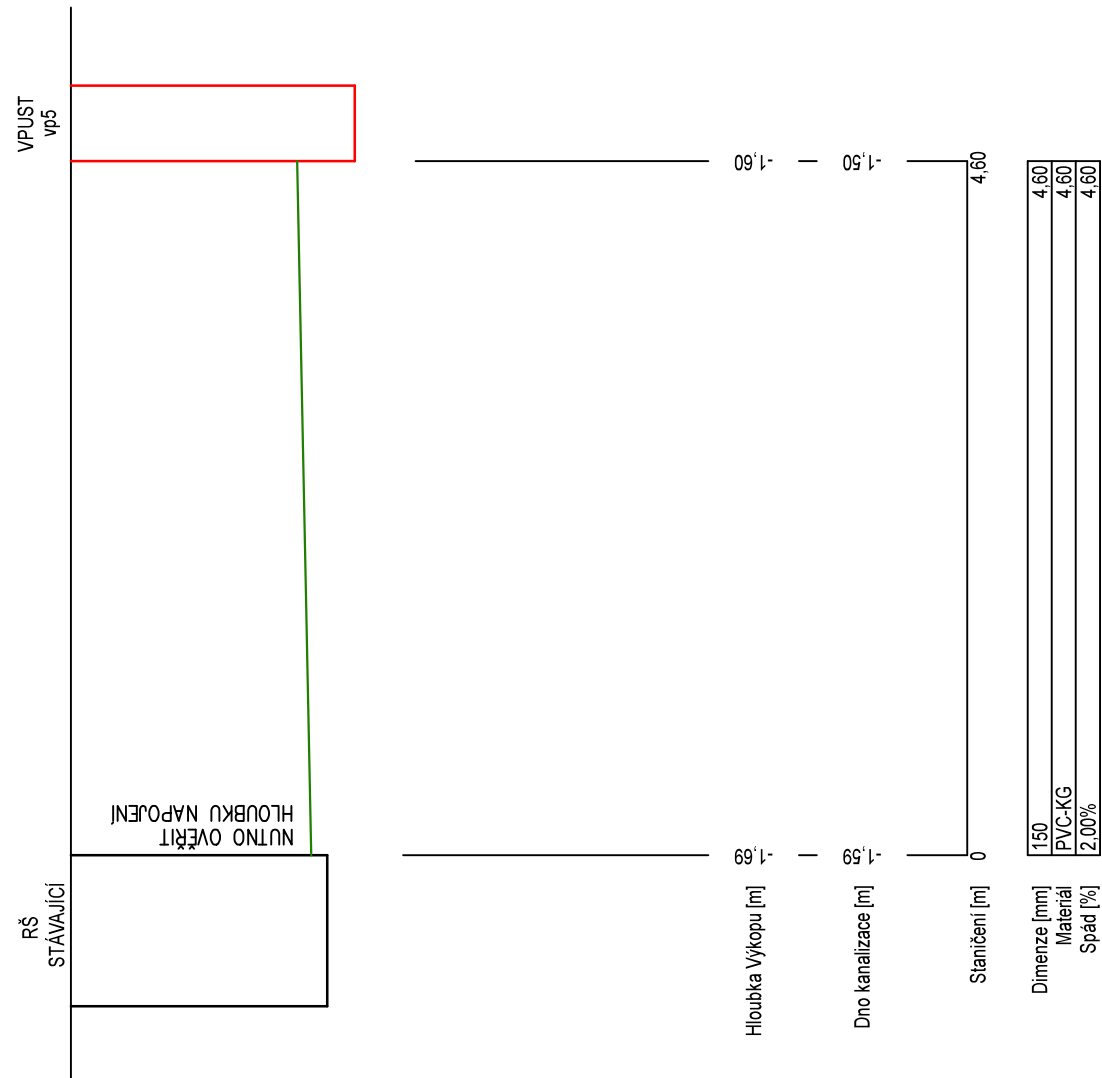 RŠ
STÁVAJÍCÍ
VPUST
vp5
NUTNO OVĚŘIT
HLOUBKU NAPOJENÍ
Hloubka Výkopu [m]
-1,69
-1,60
Dno kanalizace [m]
-1,59
-1,50
Staničení [m]
0
4,60
Dimenze [mm]
150
4,60
Materiál
PVC-KG
4,60
Spád [%]
2,00%
4,60